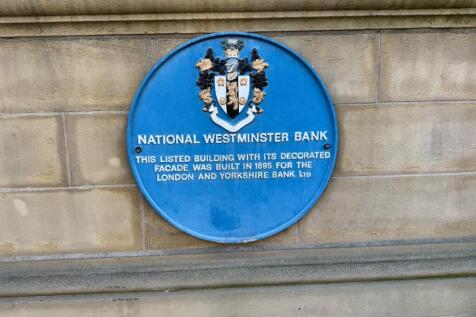 NATIONAL WESTMINSTER BANK
THIS LISTED BUILDING WITH ITS DECORATED
FACADE WAS BUILT IN 1895 FOR THE
LONDON AND YORKSHIRE BANK LTD